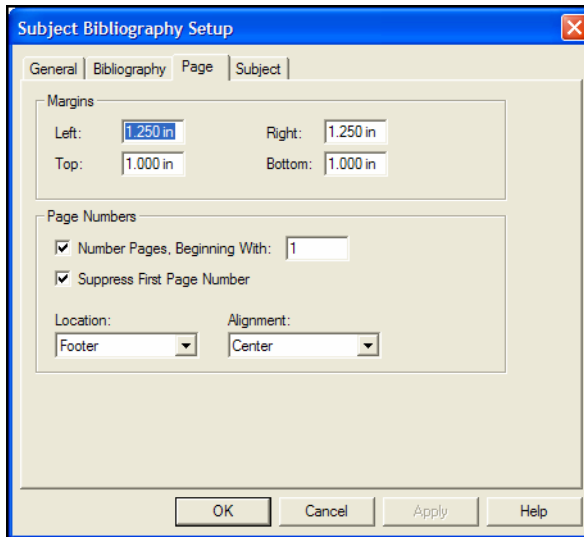 Subject Bibliography Setup
General Bibliography Page Subject
Margins
Left: 1.250 in Right: 1.250 in
Top: 1.000 in Bottom: 1.000 in
Page Numbers
Number Pages, Beginning With: 1
Suppress First Page Number
Location: Alignment:
Footer Center
OK Cancel Apply Help